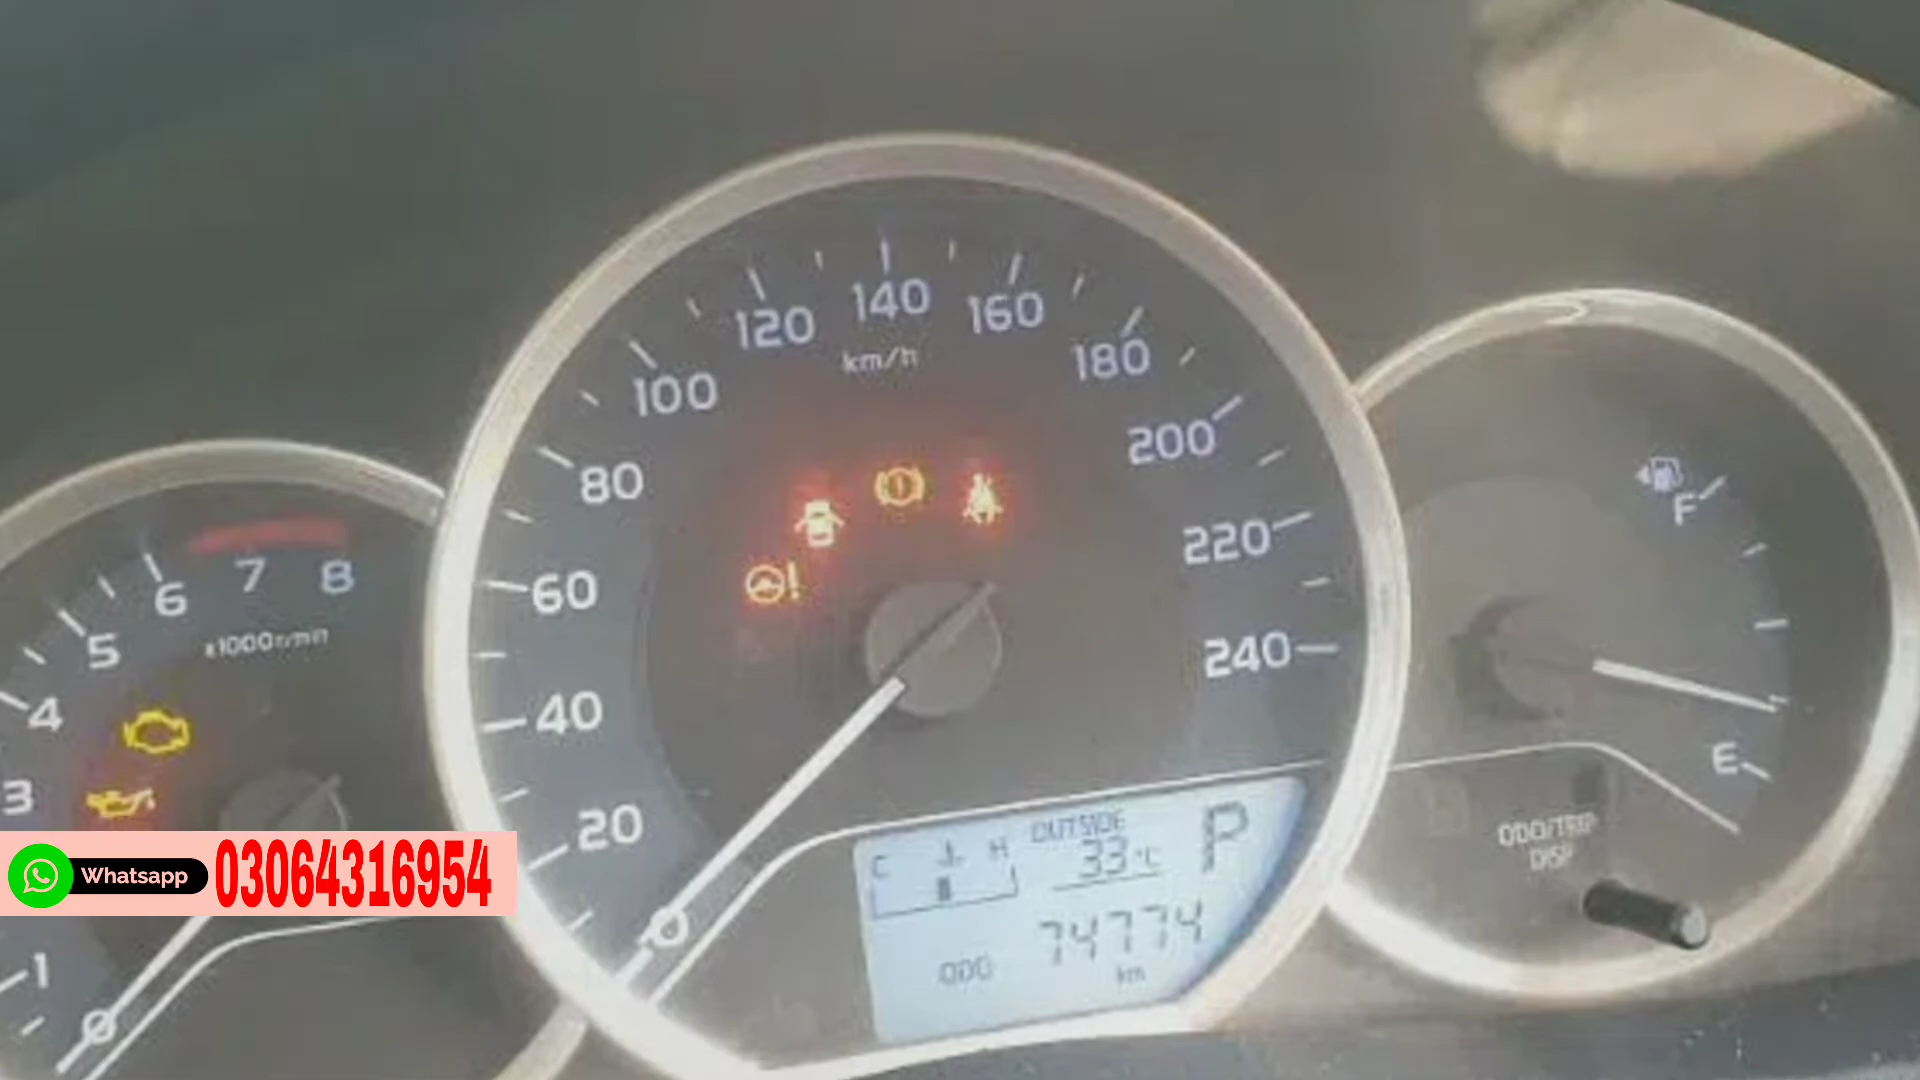 120
140
160
km/h
100
180
200
80
220
60
240
40
20
6
7
8
x1000r/min
5
4
3
1
F
E
C
H
OUTSIDE
33°C
P
ODO
74774
km
ODO/TRIP
DISP
Whatsapp
03064316954